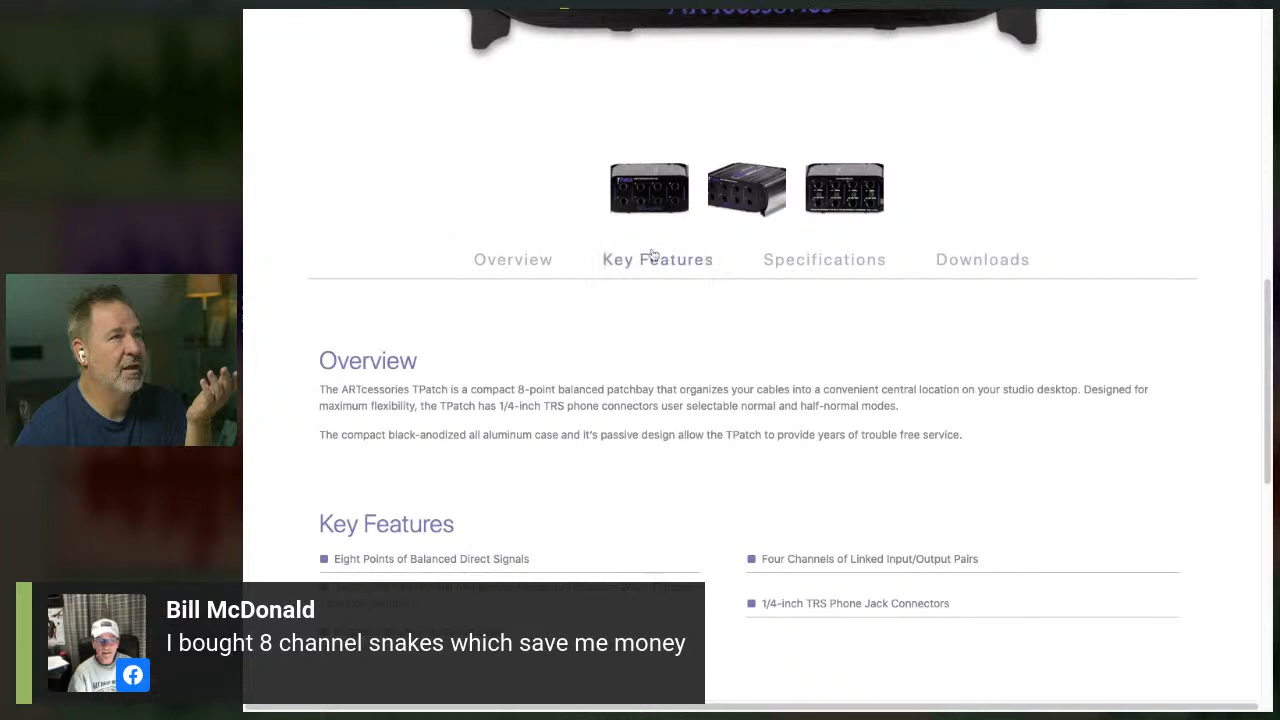 ARTcessories
Overview
Key Features
Specifications
Downloads
Overview
The ARTcessories TPatch is a compact 8-point balanced patchbay that organizes your cables into a convenient central location on your studio desktop. Designed for
maximum flexibility, the TPatch has 1/4-inch TRS phone connectors user selectable normal and half-normal modes.
The compact black-anodized all aluminum case and it's passive design allow the TPatch to provide years of trouble free service.
Key Features
Eight Points of Balanced Direct Signals
Four Channels of Linked Input/Output Pairs
1/4-inch TRS Phone Jack Connectors
Bill McDonald
I bought 8 channel snakes which save me money